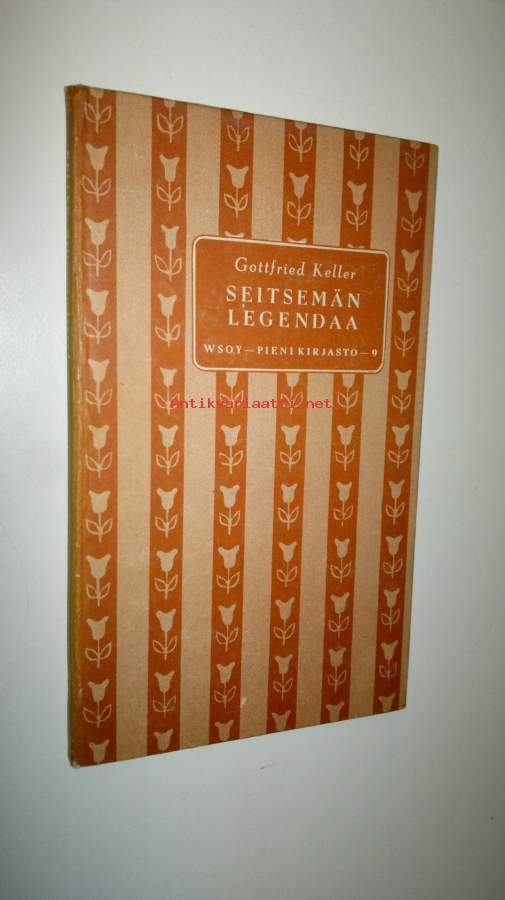 Gottfried Keller
SEITSEMÄN
LEGENDAA
WSOY—PIENI KIRJASTO—9
Antikvariaatti.net